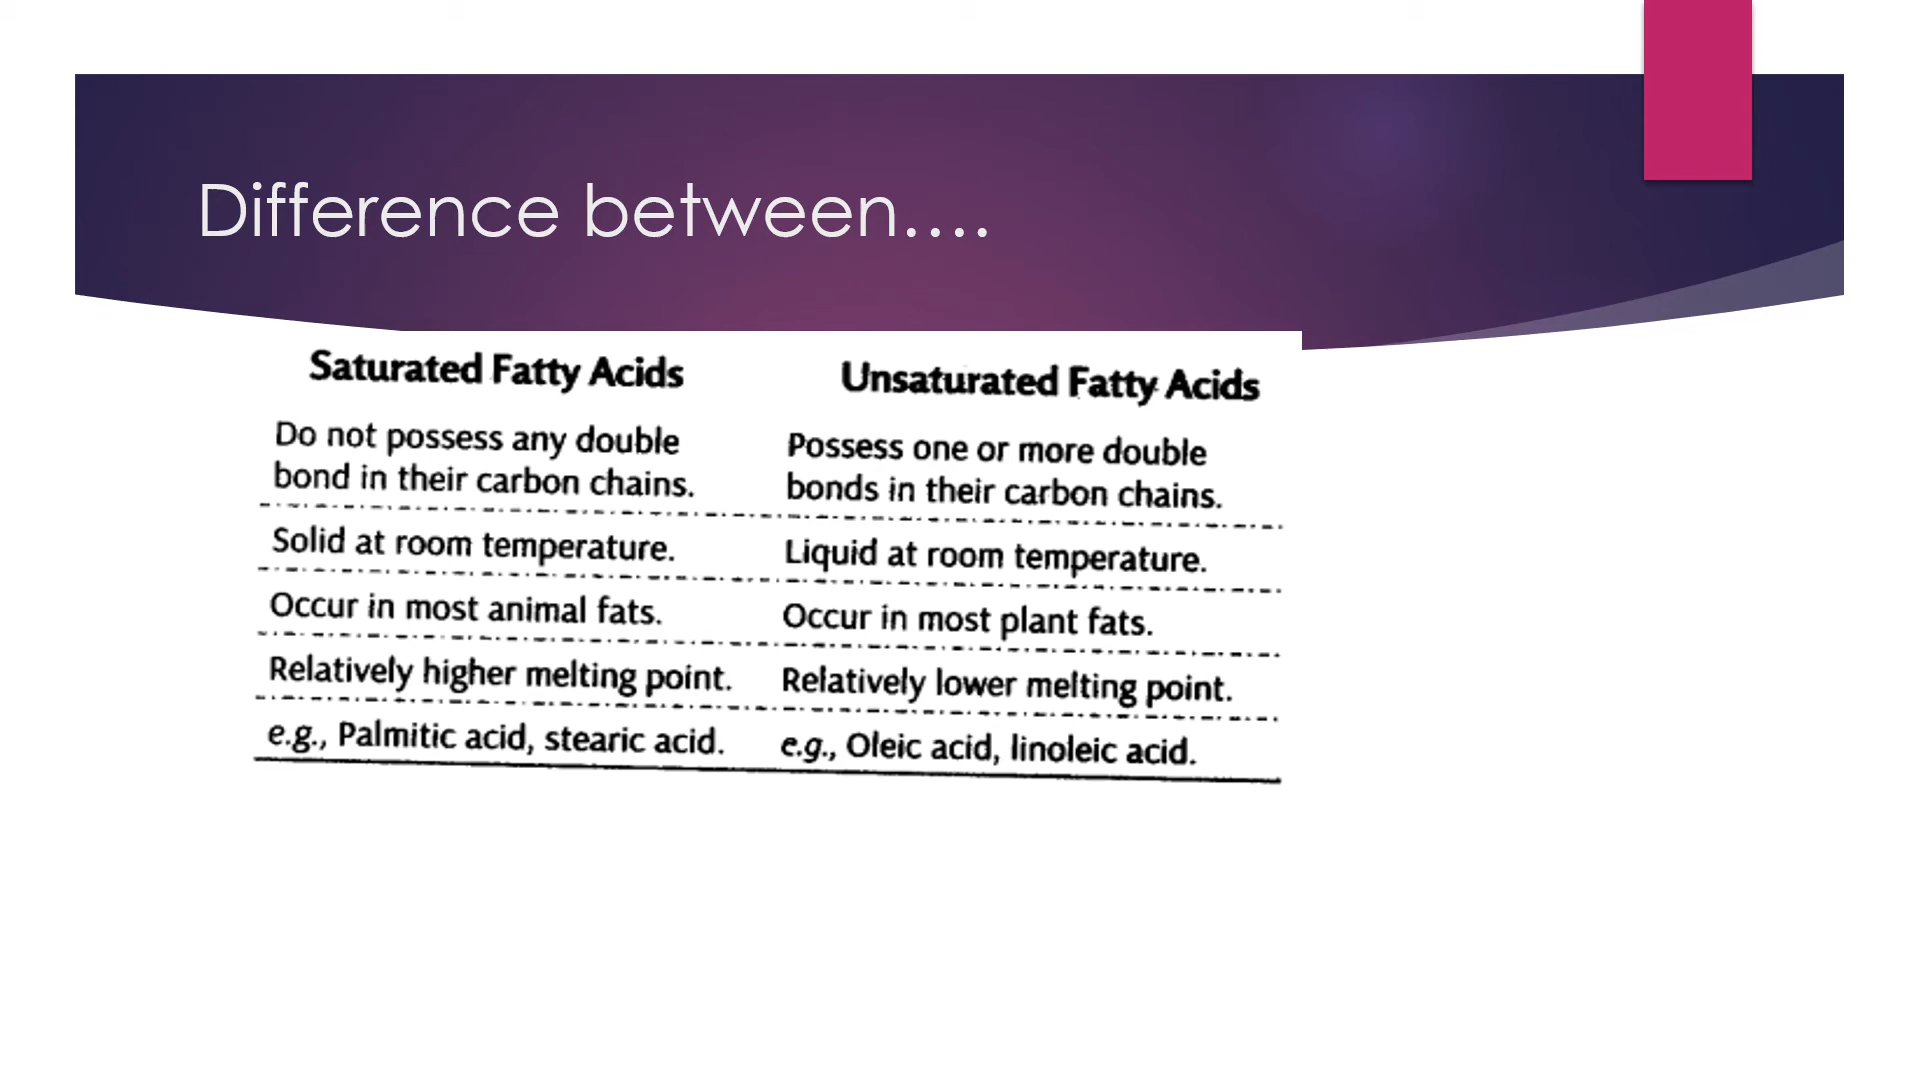 Difference between....
Saturated Fatty Acids Unsaturated Fatty Acids
Do not possess any double Possess one or more double
bond in their carbon chains. bonds in their carbon chains.
Solid at room temperature. Liquid at room temperature.
Occur in most animal fats. Occur in most plant fats.
Relatively higher melting point. Relatively lower melting point.
e.g., Palmitic acid, stearic acid. e.g., Oleic acid, linoleic acid.